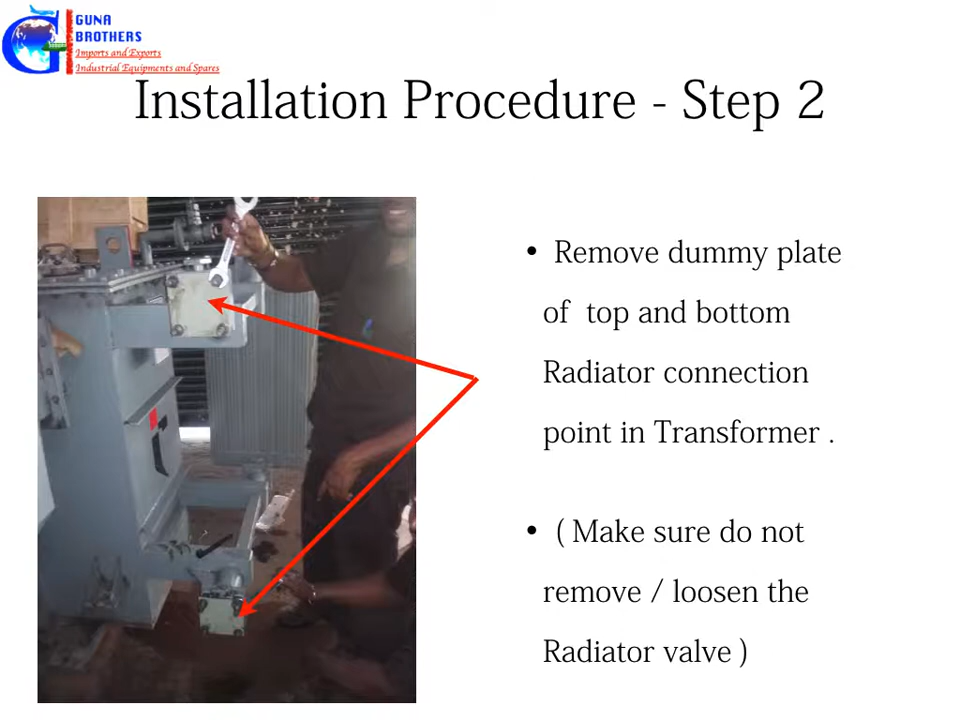 GUNA
BROTHERS
Imports and Exports
Industrial Equipments and Spares
Installation Procedure - Step 2
• Remove dummy plate
of top and bottom
Radiator connection
point in Transformer .
• ( Make sure do not
remove / loosen the
Radiator valve )